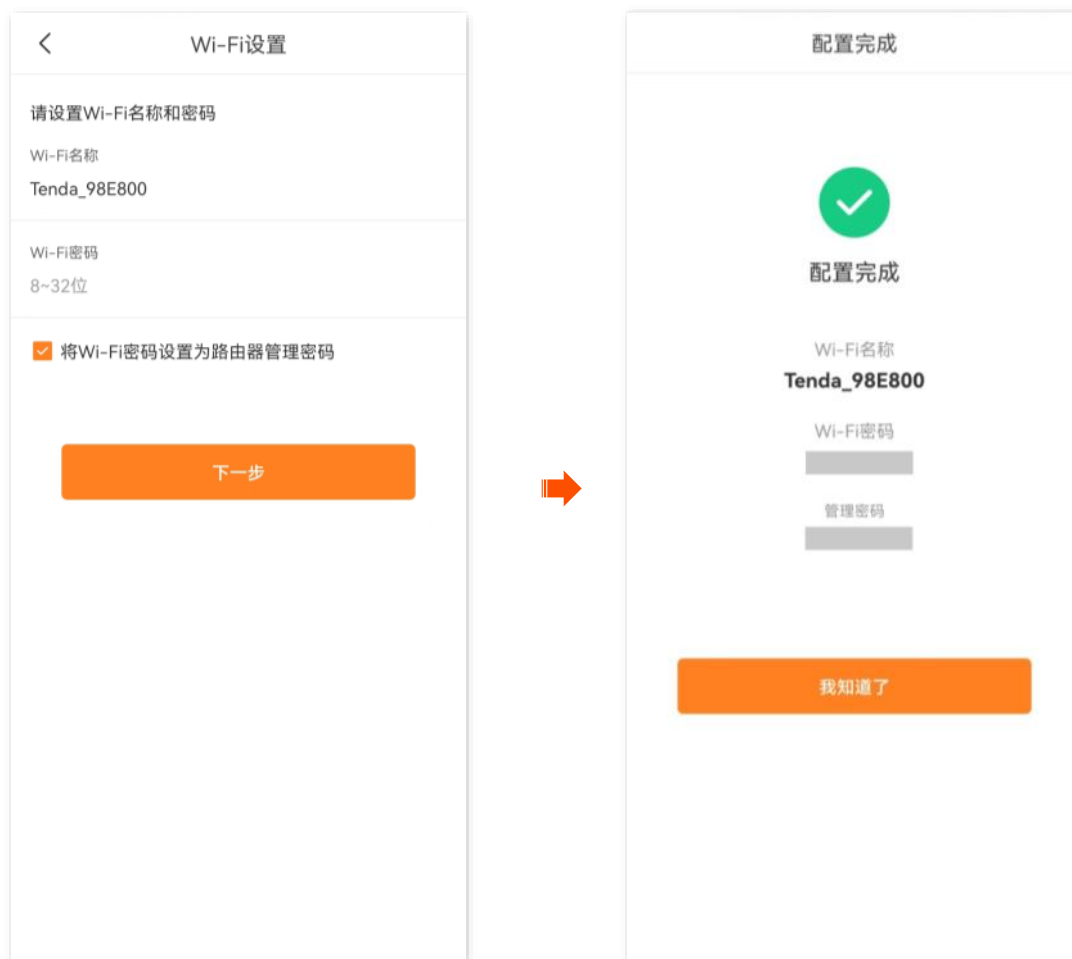 Wi-Fi设置
请设置Wi-Fi名称和密码
Wi-Fi名称
Tenda_98E800
Wi-Fi密码
8~32位
将Wi-Fi密码设置为路由器管理密码
下一步
配置完成
配置完成
Wi-Fi名称
Tenda_98E800
Wi-Fi密码
管理密码
我知道了